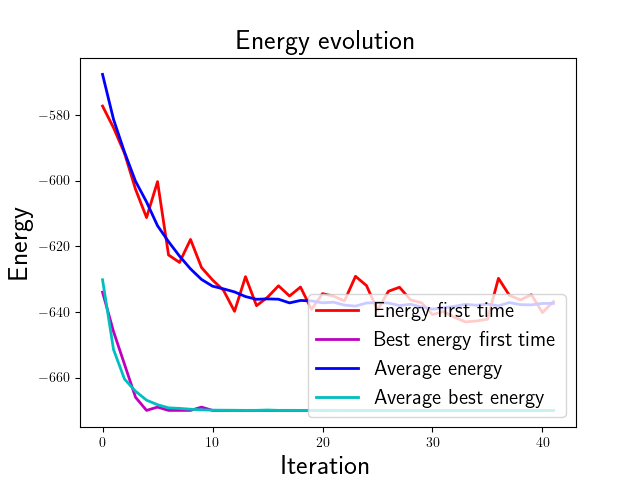 Energy evolution
Energy
−580
−600
−620
−640
−660
Energy first time
Best energy first time
Average energy
Average best energy
0
10
20
30
40
Iteration